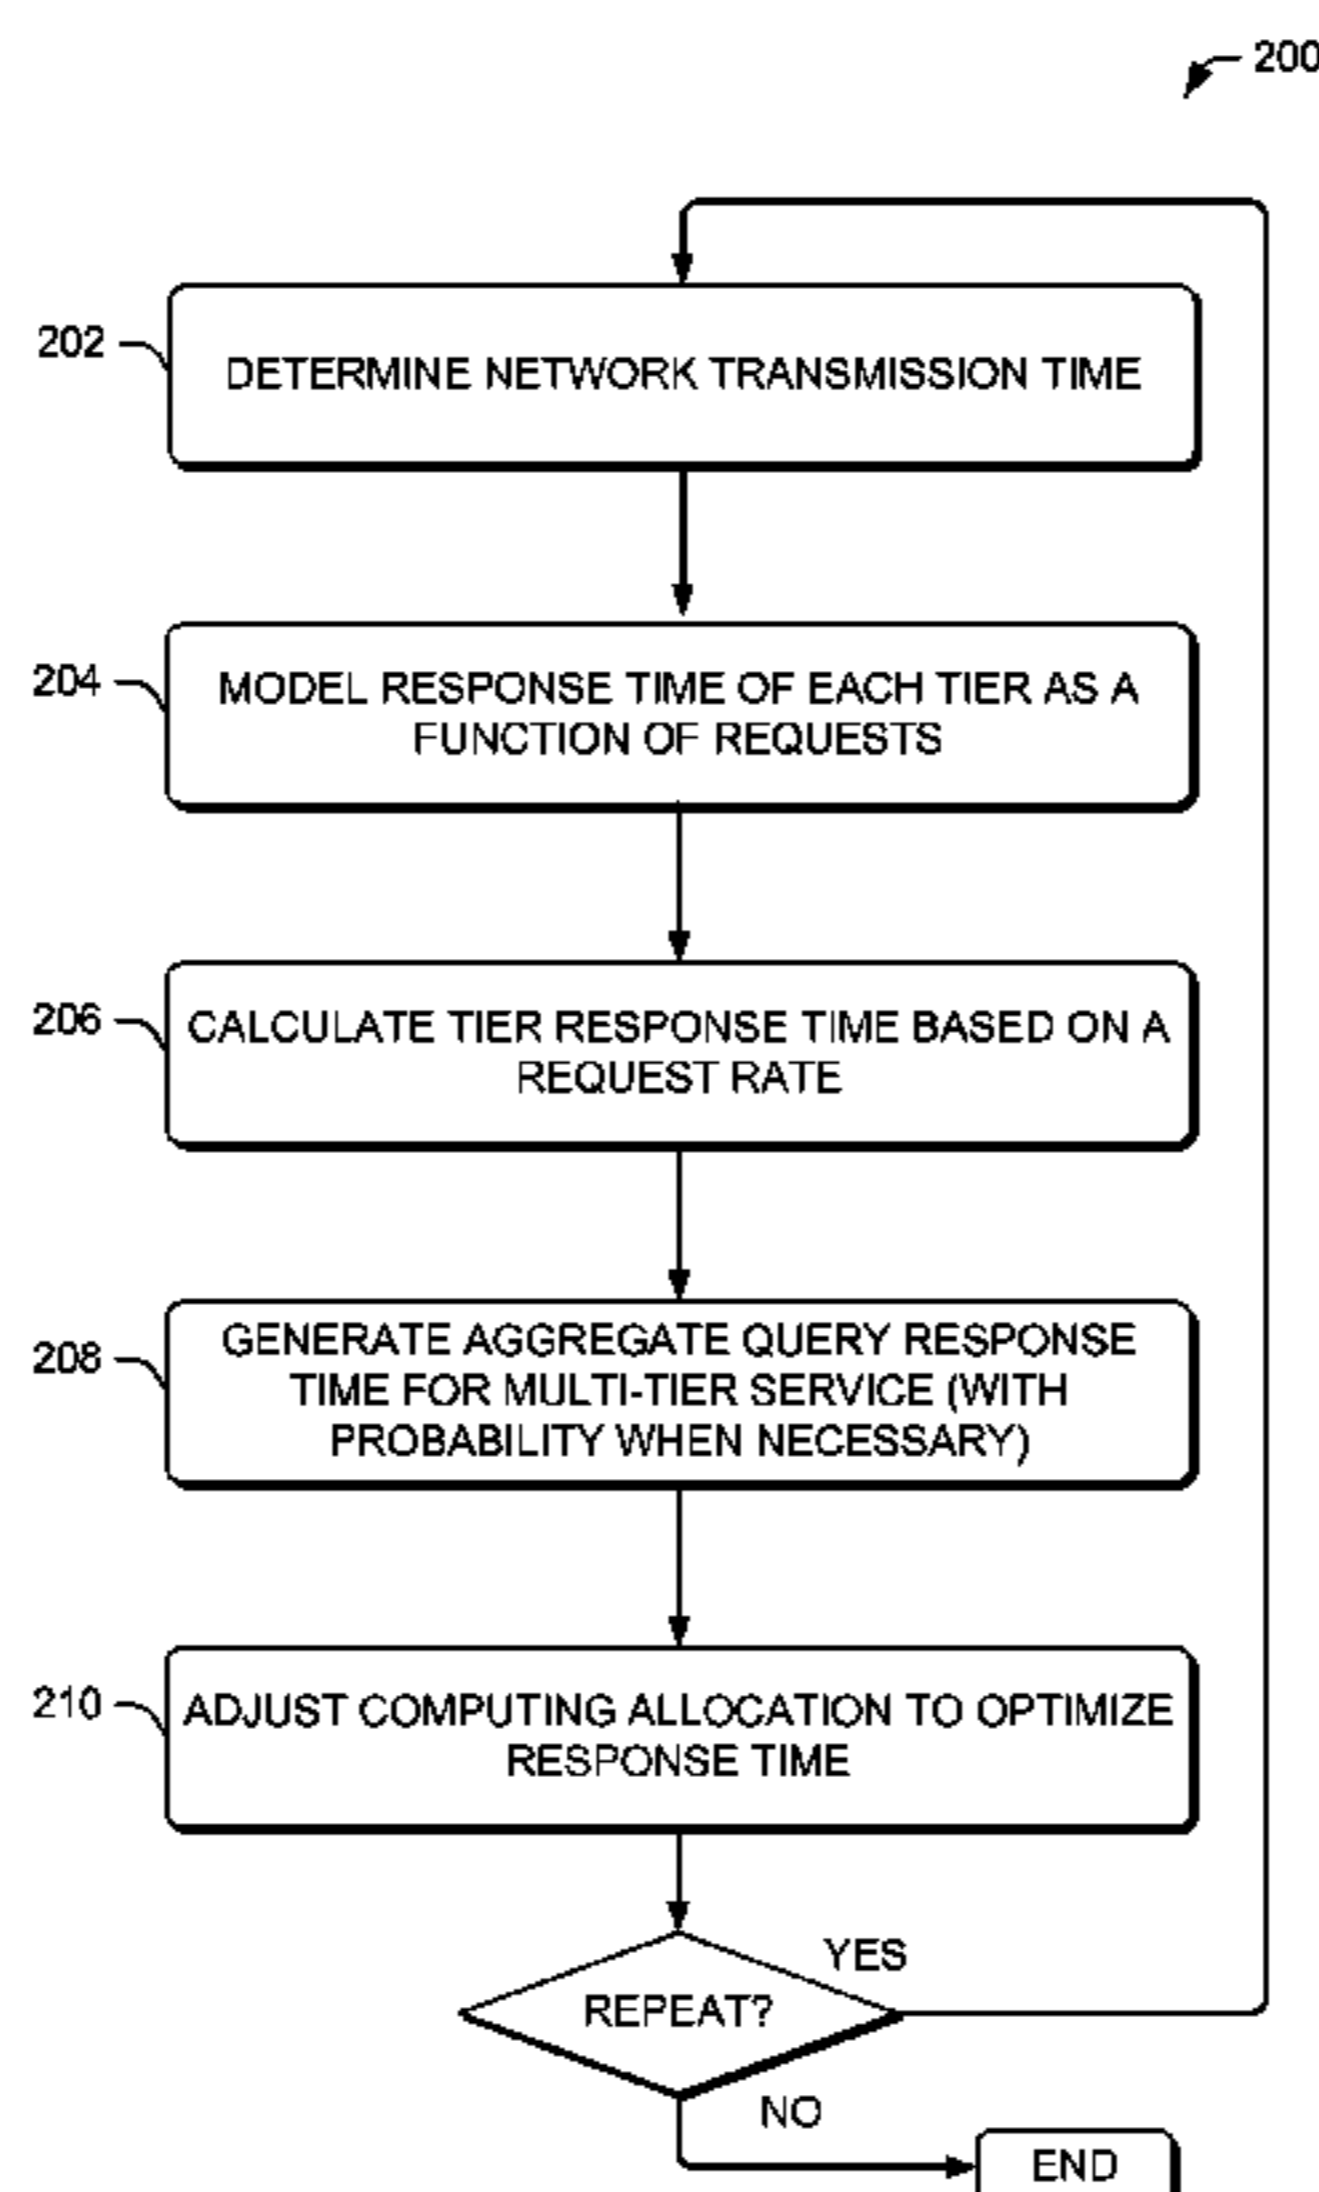 200
202
DETERMINE NETWORK TRANSMISSION TIME
204
MODEL RESPONSE TIME OF EACH TIER AS A
FUNCTION OF REQUESTS
206
CALCULATE TIER RESPONSE TIME BASED ON A
REQUEST RATE
208
GENERATE AGGREGATE QUERY RESPONSE
TIME FOR MULTI-TIER SERVICE (WITH
PROBABILITY WHEN NECESSARY)
210
ADJUST COMPUTING ALLOCATION TO OPTIMIZE
RESPONSE TIME
YES
REPEAT?
NO
END